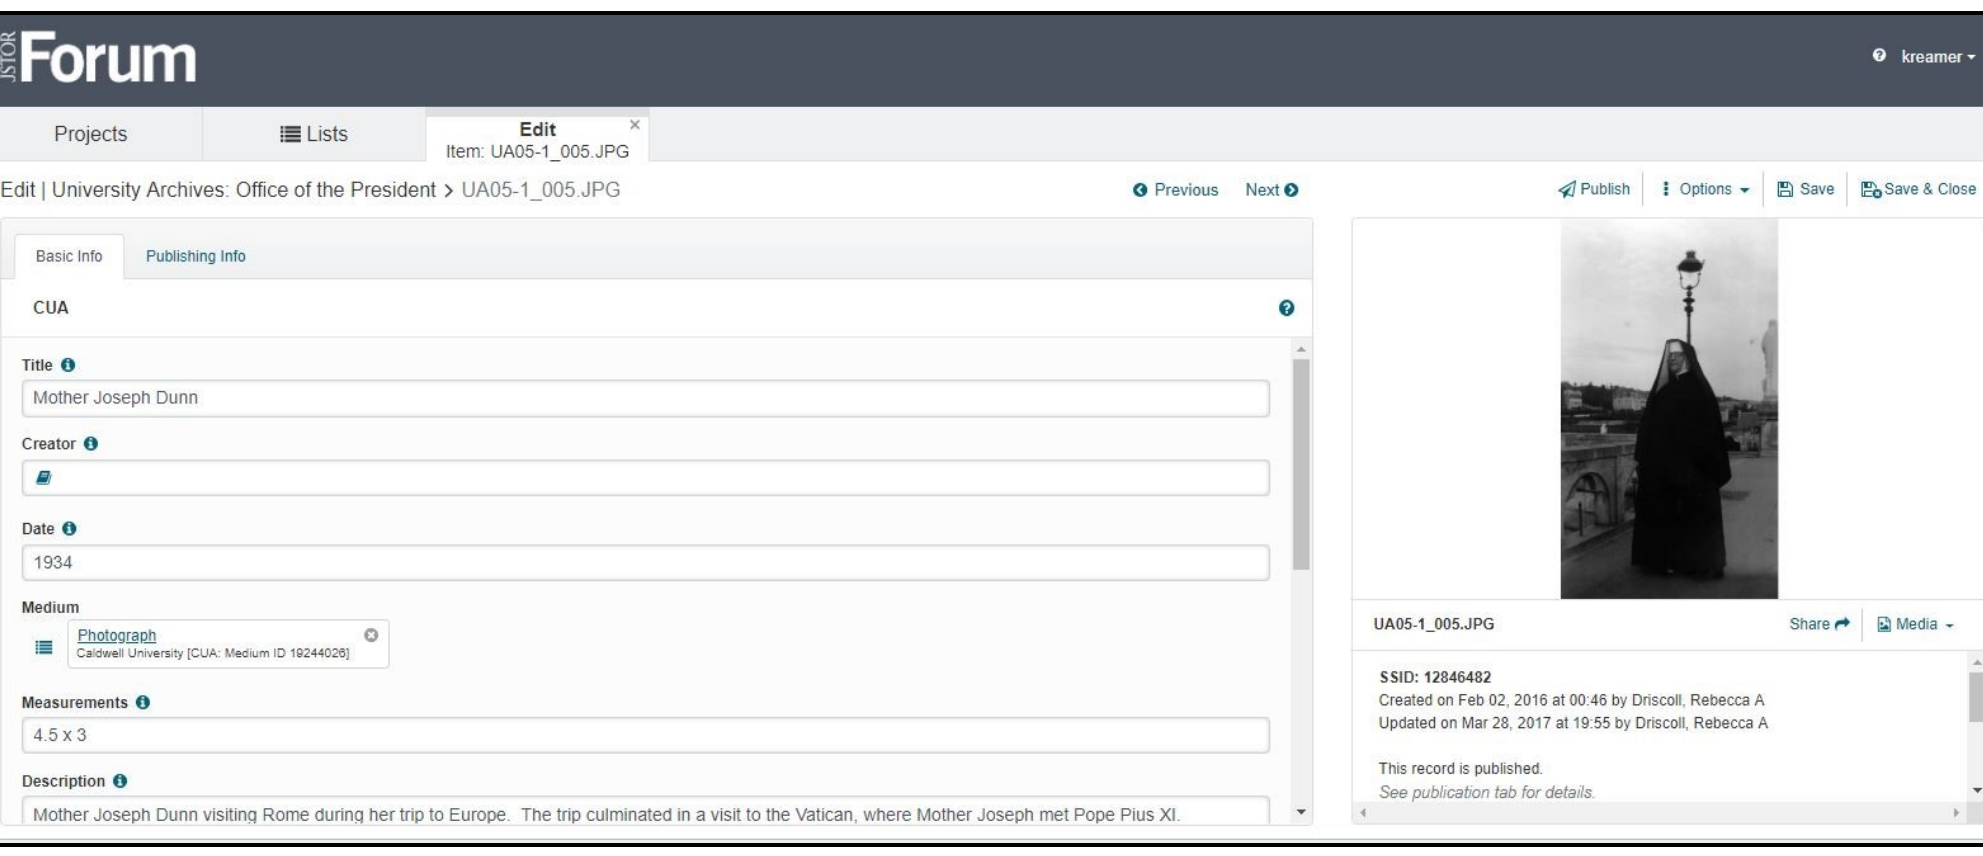 JSTOR Forum
kreamer
Projects
Lists
Edit
Item: UA05-1_005.JPG
Edit | University Archives: Office of the President > UA05-1_005.JPG
Previous Next
Publish Options Save Save & Close
Basic Info Publishing Info
CUA
Title
Mother Joseph Dunn
Creator
Date
1934
Medium
Photograph
Caldwell University [CUA: Medium ID 19244026]
Measurements
4.5 x 3
Description
Mother Joseph Dunn visiting Rome during her trip to Europe.  The trip culminated in a visit to the Vatican, where Mother Joseph met Pope Pius XI.
UA05-1_005.JPG
Share Media
SSID: 12846482
Created on Feb 02, 2016 at 00:46 by Driscoll, Rebecca A
Updated on Mar 28, 2017 at 19:55 by Driscoll, Rebecca A
This record is published.
See publication tab for details.